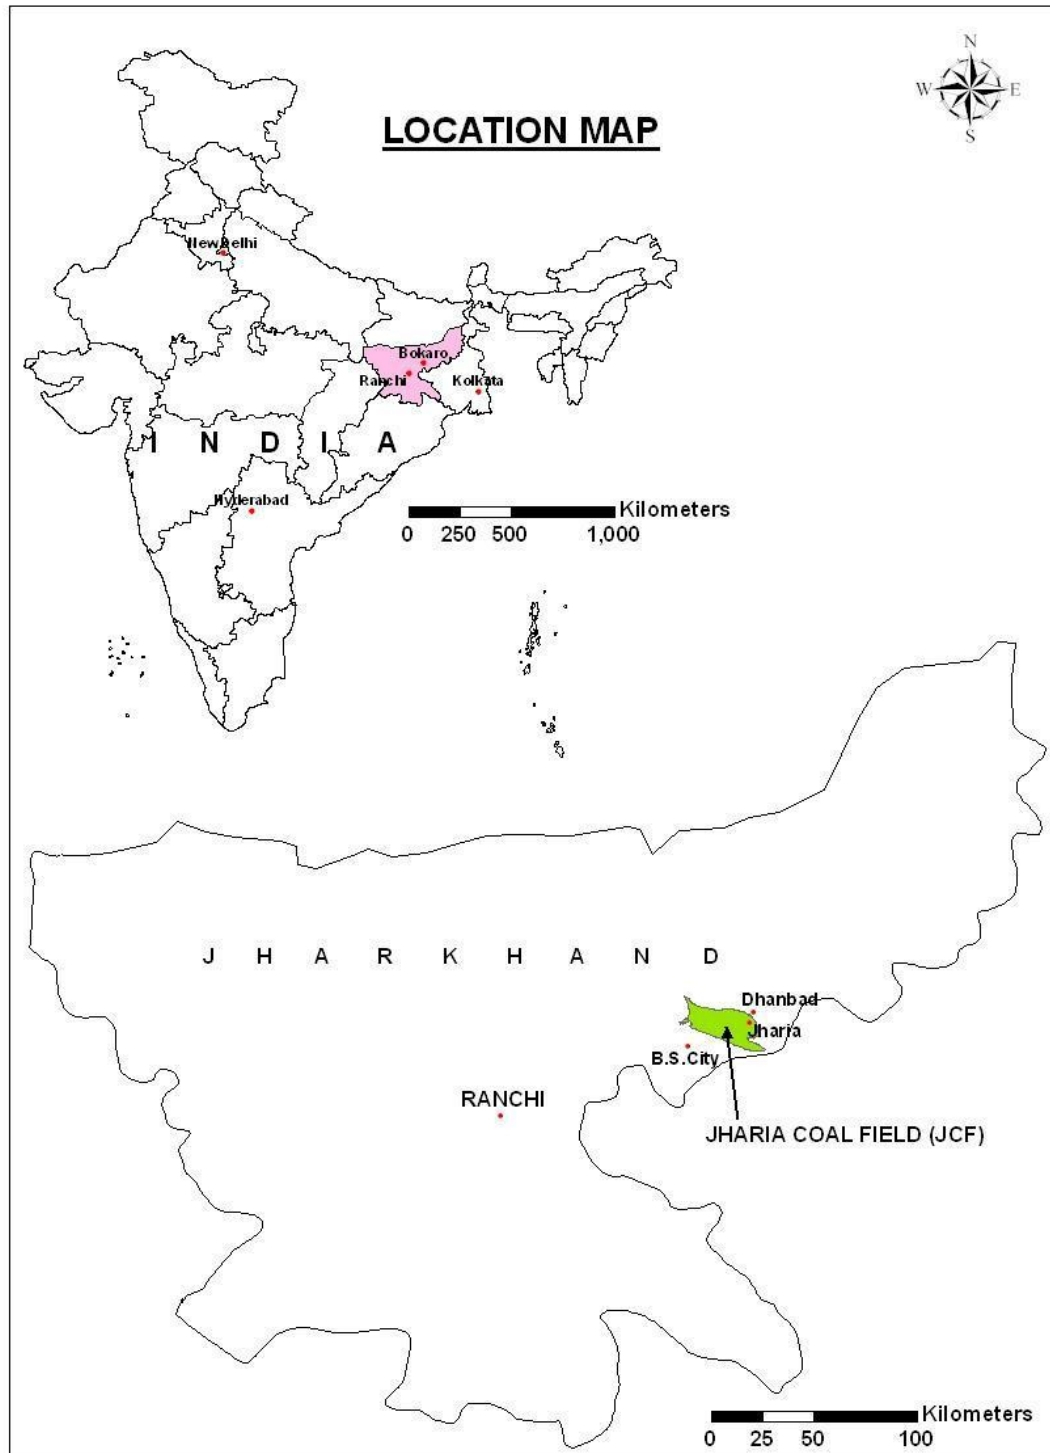 N
W E
S
LOCATION MAP
New Delhi
Bokaro
Ranchi
Kolkata
I N D I A
Hyderabad
Kilometers
0 250 500 1,000
J H A R K H A N D
Dhanbad
Jharia
B.S.City
RANCHI
JHARIA COAL FIELD (JCF)
Kilometers
0 25 50 100